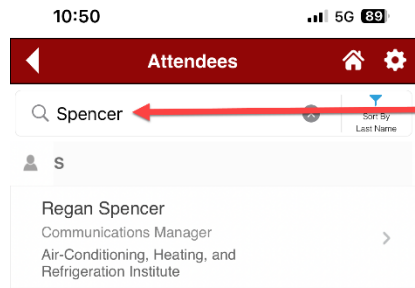 10:50
5G 89
Attendees
Spencer
Sort By
Last Name
S
Regan Spencer
Communications Manager
Air-Conditioning, Heating, and
Refrigeration Institute